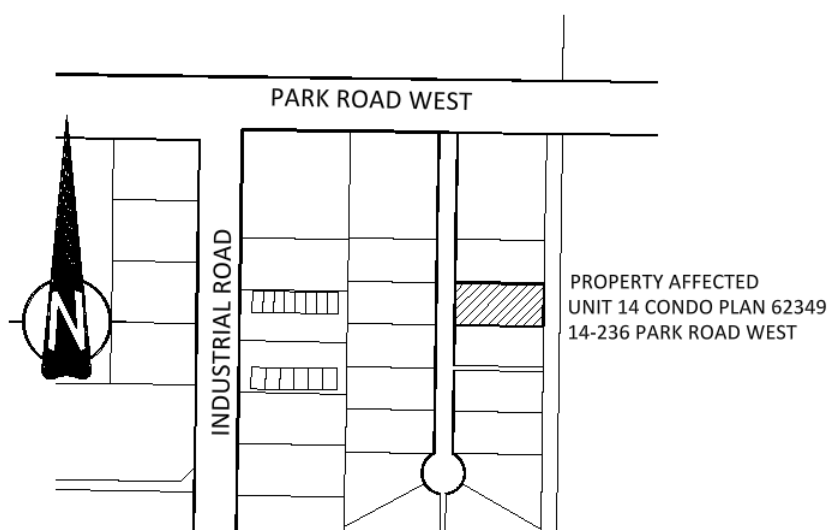 PARK ROAD WEST
INDUSTRIAL ROAD
N
PROPERTY AFFECTED
UNIT 14 CONDO PLAN 62349
14-236 PARK ROAD WEST